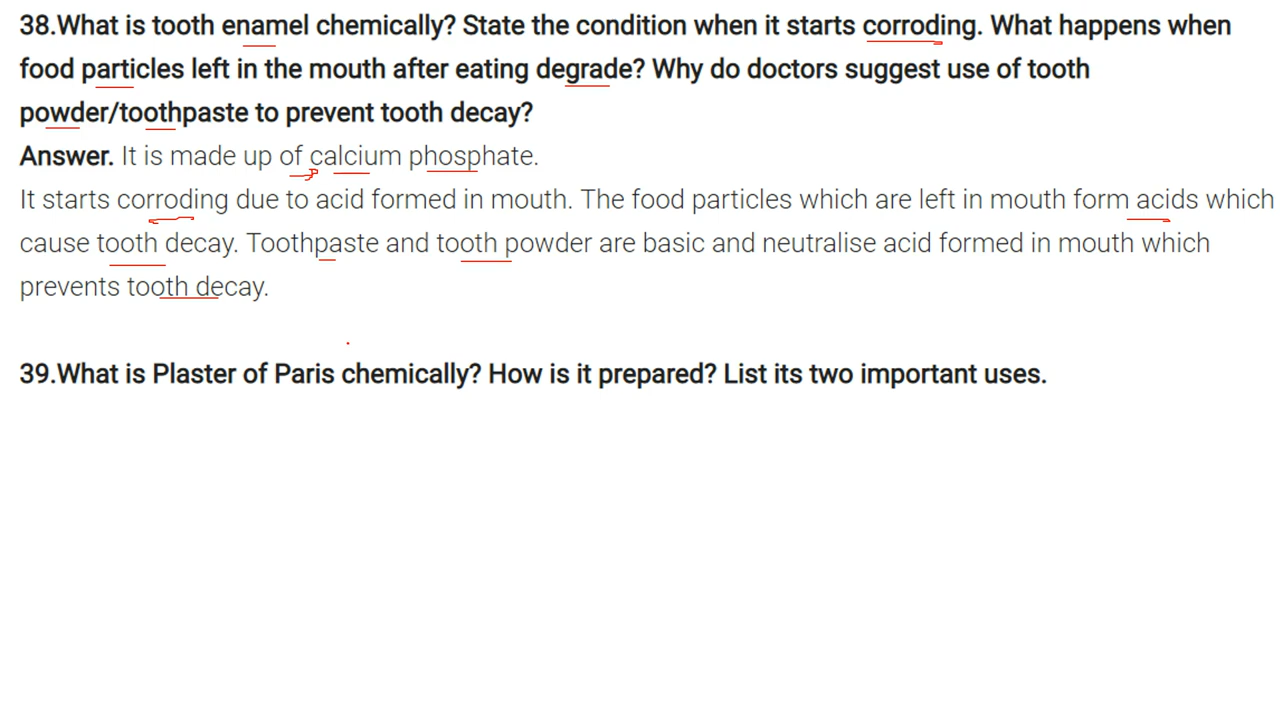 38.What is tooth enamel chemically? State the condition when it starts corroding. What happens when
food particles left in the mouth after eating degrade? Why do doctors suggest use of tooth
powder/toothpaste to prevent tooth decay?
Answer. It is made up of calcium phosphate.
It starts corroding due to acid formed in mouth. The food particles which are left in mouth form acids which
cause tooth decay. Toothpaste and tooth powder are basic and neutralise acid formed in mouth which
prevents tooth decay.
39.What is Plaster of Paris chemically? How is it prepared? List its two important uses.